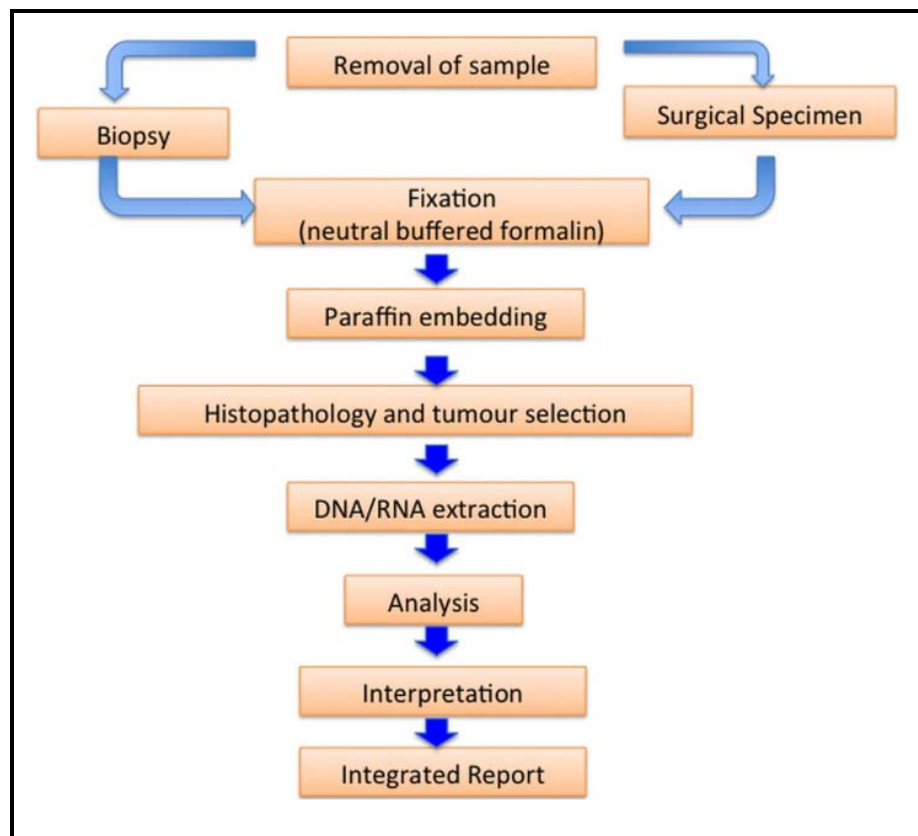 Removal of sample
Biopsy
Surgical Specimen
Fixation
(neutral buffered formalin)
Paraffin embedding
Histopathology and tumour selection
DNA/RNA extraction
Analysis
Interpretation
Integrated Report